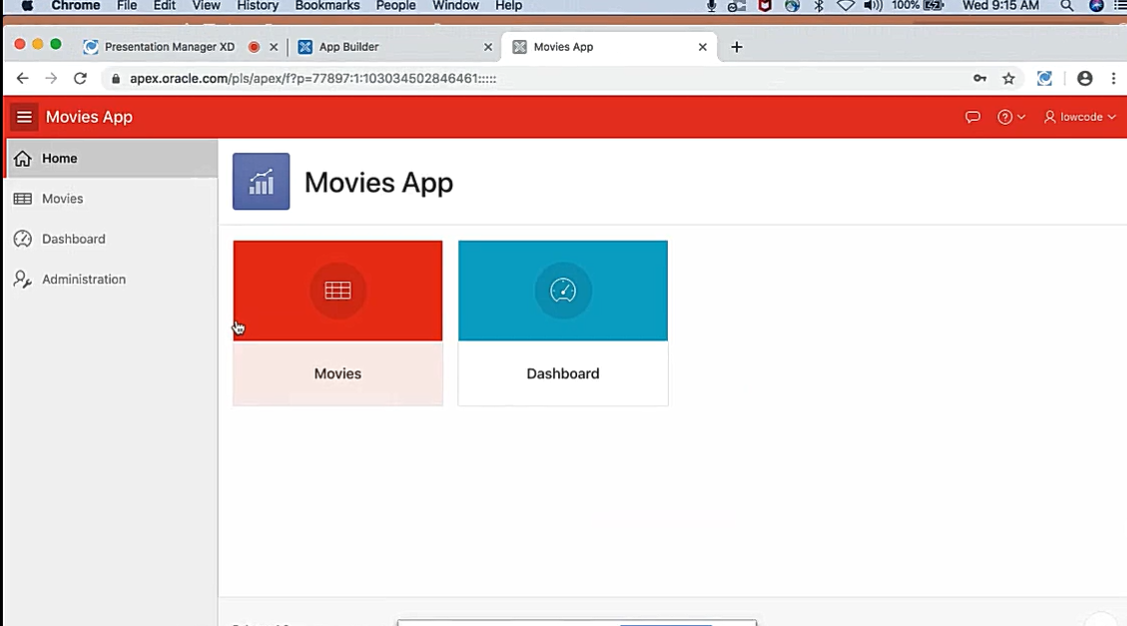 Chrome File Edit View History Bookmarks People Window Help 100% Wed 9:15 AM
Presentation Manager XD App Builder Movies App
apex.oracle.com/pls/apex/f?p=77897:1:103034502846461:::::
Movies App lowcode
Home
Movies
Dashboard
Administration
Movies App
Movies Dashboard